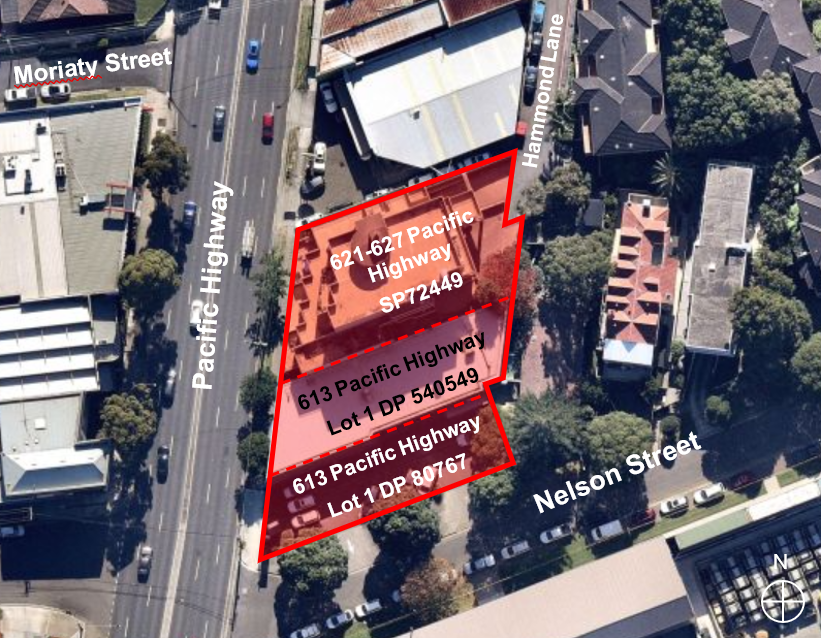 Moriaty Street
Pacific Highway
Hammond Lane
621-627 Pacific
Highway
SP72449
613 Pacific Highway
Lot 1 DP 540549
613 Pacific Highway
Lot 1 DP 80767
Nelson Street
N